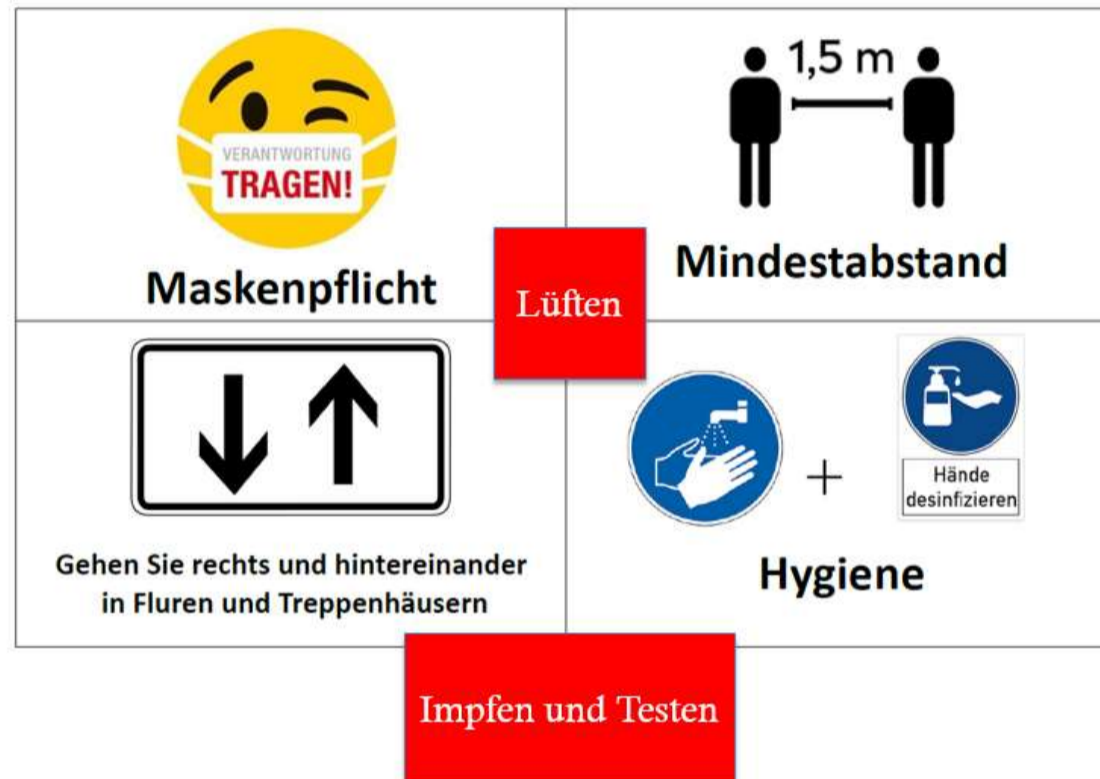 VERANTWORTUNG
TRAGEN!
Maskenpflicht
1,5 m
Mindestabstand
Lüften
Gehen Sie rechts und hintereinander
in Fluren und Treppenhäusern
+
Hände
desinfizieren
Hygiene
Impfen und Testen